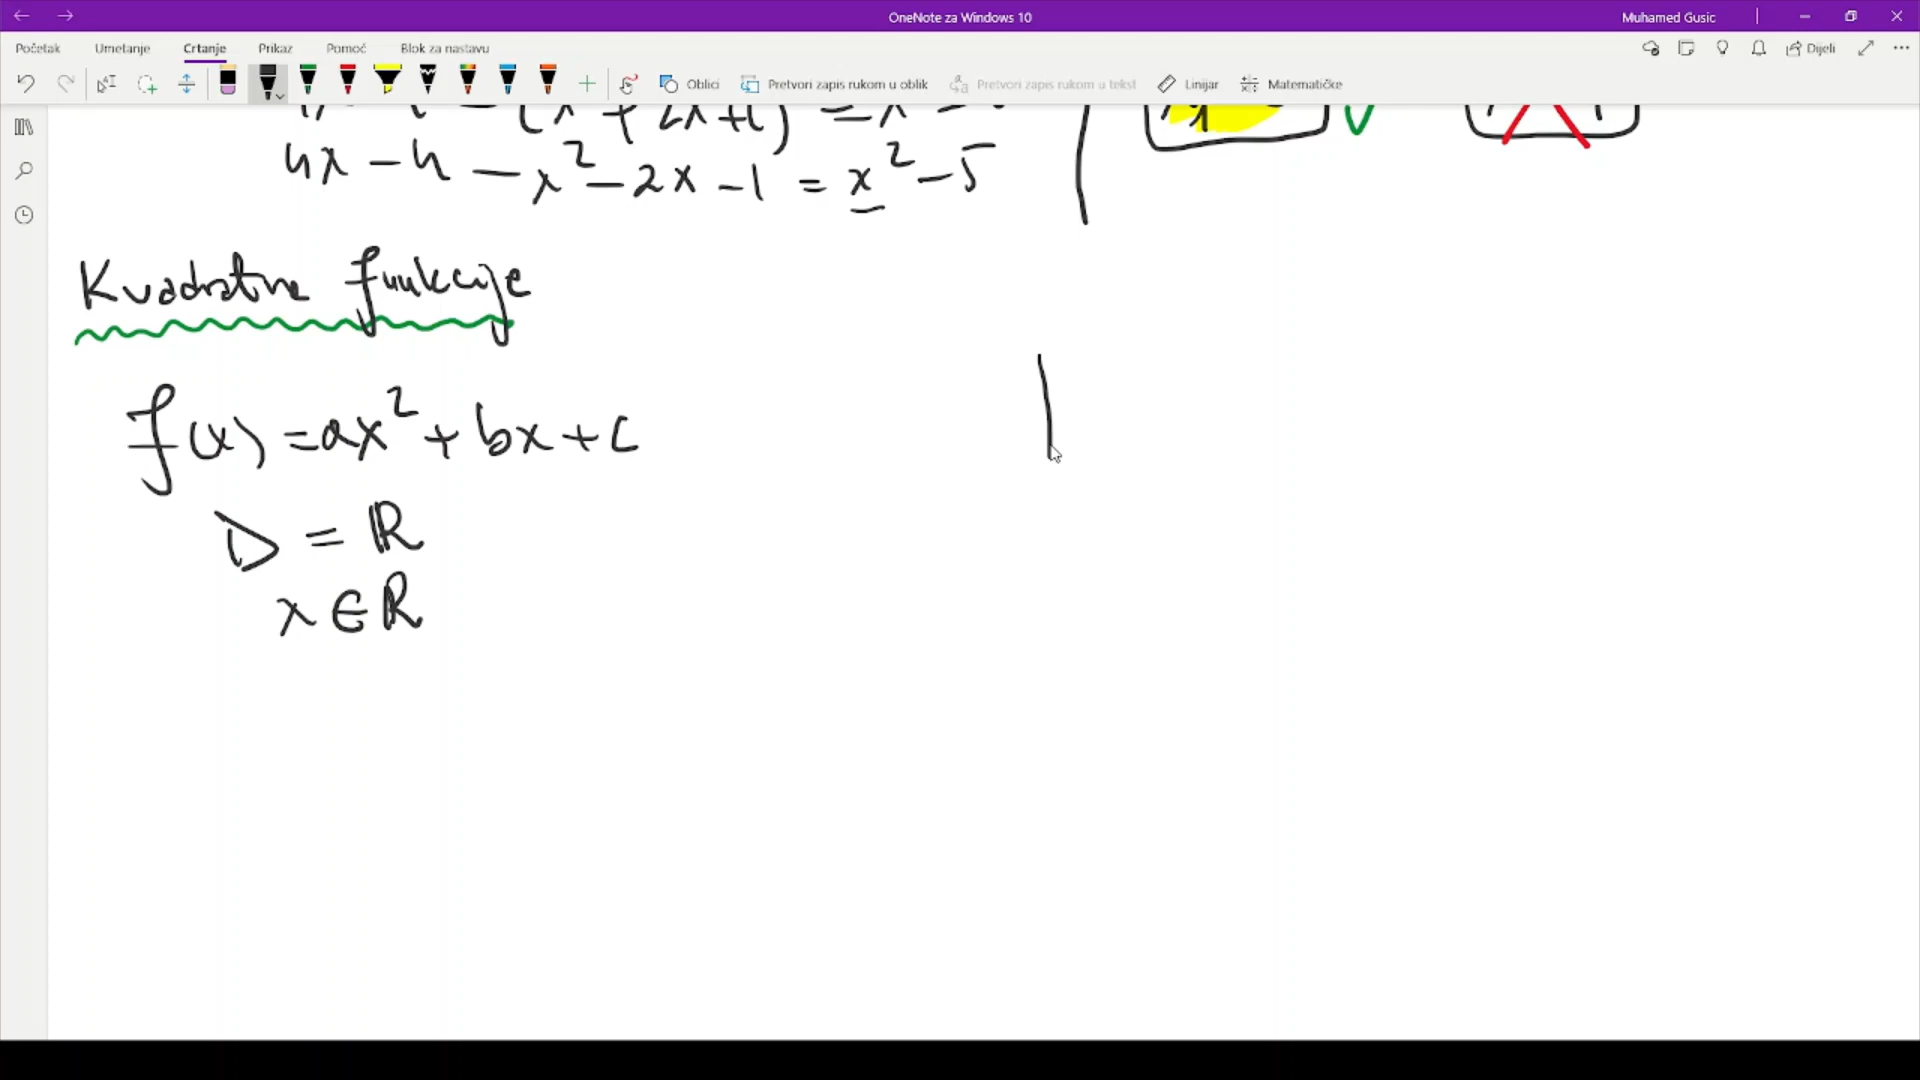 OneNote za Windows 10
Muhamed Gusic
Početak Umetanje Crtanje Prikaz Pomoć Blok za nastavu
Dijeli
Oblici Pretvori zapis rukom u oblik Pretvori zapis rukom u tekst Linijar Matematičke
4x - 4 - x² - 2x - 1 = x² - 5
Kvadratne funkcije
f(x) = ax² + bx + c
D = ℝ
x ∈ ℝ